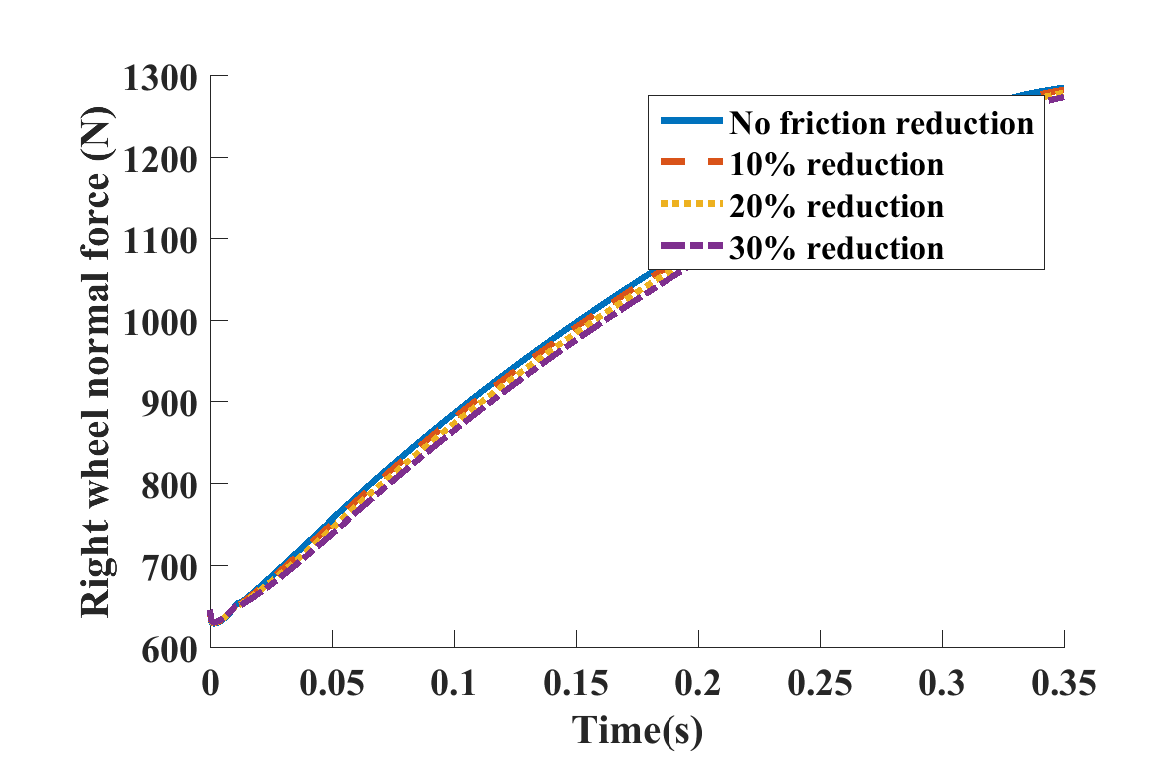 1300
1200
1100
1000
900
800
700
600
Right wheel normal force (N)
No friction reduction
10% reduction
20% reduction
30% reduction
0 0.05 0.1 0.15 0.2 0.25 0.3 0.35
Time(s)